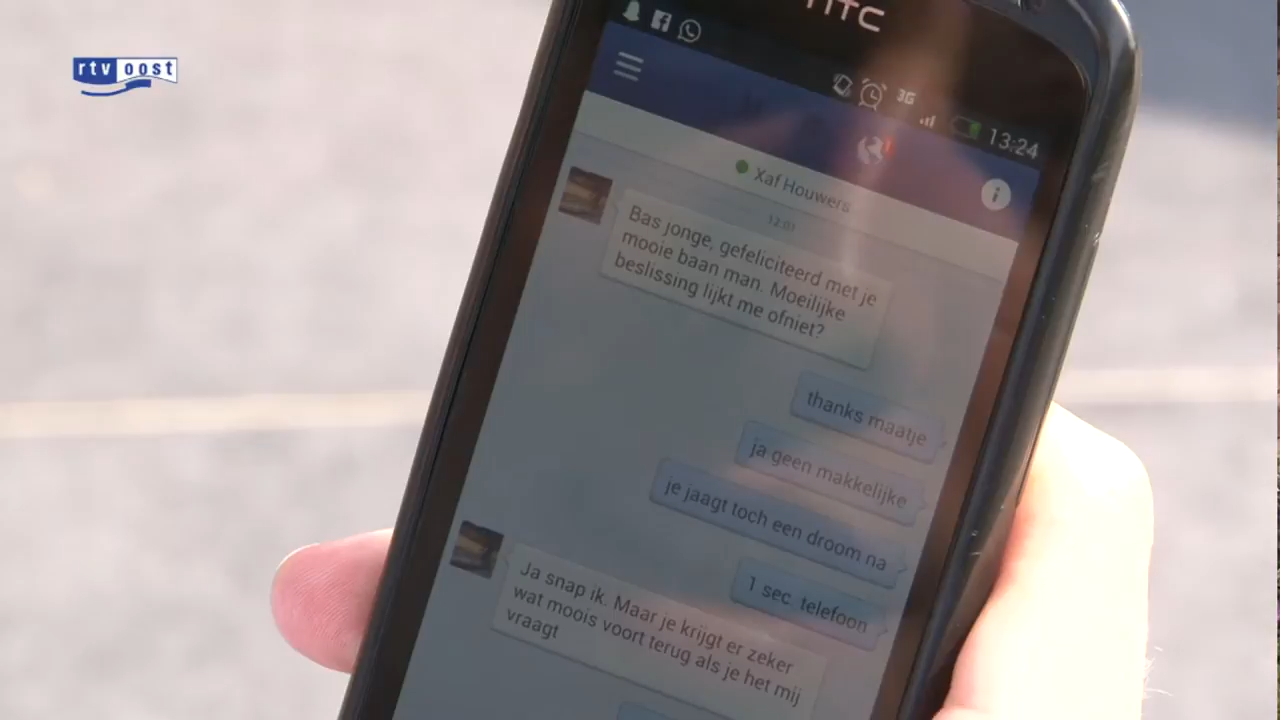 rtv oost
hTC
3G
13:24
Xaf Houwers
12:01
Bas jonge, gefeliciteerd met je
mooie baan man. Moeilijke
beslissing lijkt me ofniet?
thanks maatje
ja geen makkelijke
je jaagt toch een droom na
1 sec. telefoon
Ja snap ik. Maar je krijgt er zeker
wat moois voort terug als je het mij
vraagt